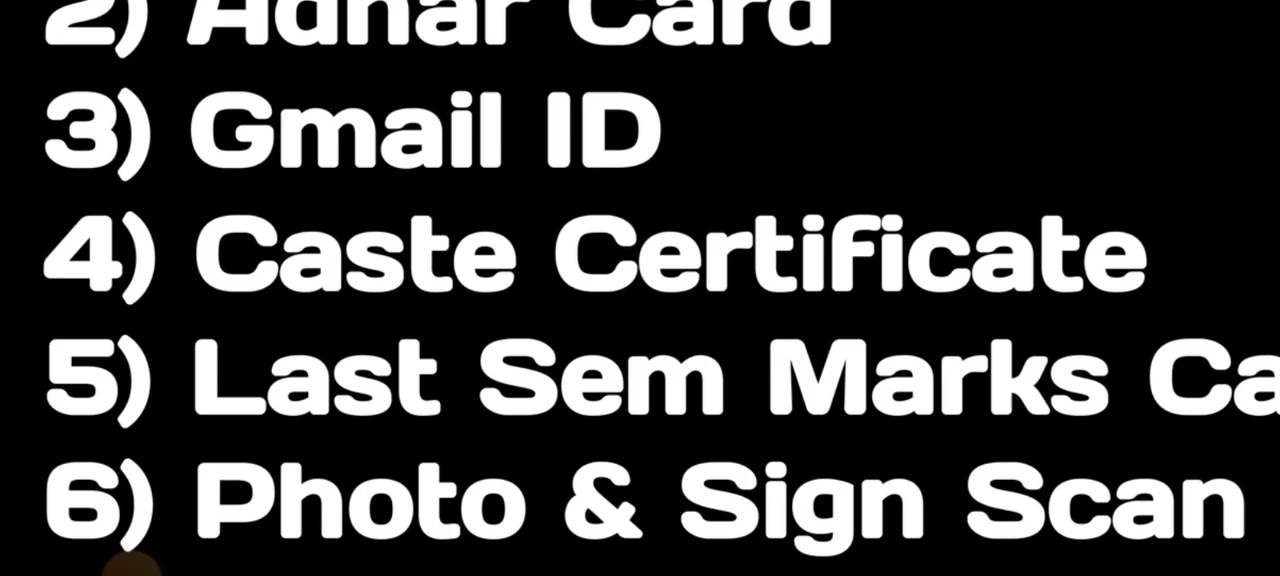 2) Adhar Card
3) Gmail ID
4) Caste Certificate
5) Last Sem Marks Ca
6) Photo & Sign Scan